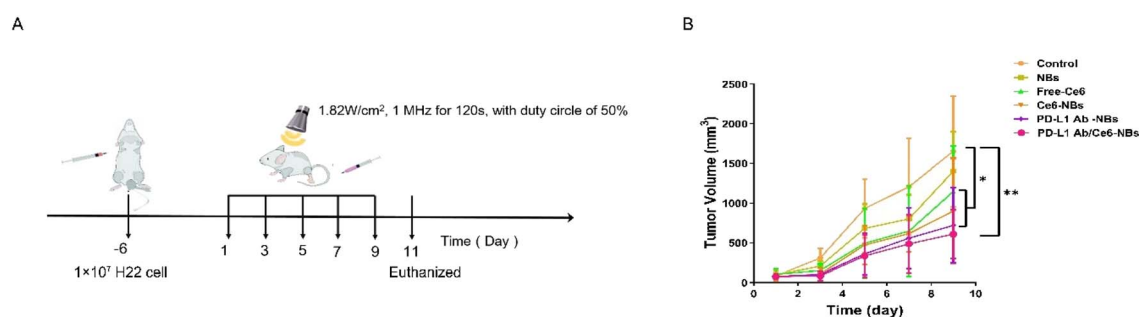 A
1.82W/cm², 1 MHz for 120s, with duty circle of 50%
-6
1
3
5
7
9
11
Time ( Day )
1×10⁷ H22 cell
Euthanized
B
Control
NBs
Free-Ce6
Ce6-NBs
PD-L1 Ab -NBs
PD-L1 Ab/Ce6-NBs
Tumor Volume (mm³)
2500
2000
1500
1000
500
0
0
2
4
6
8
10
Time (day)
*
**